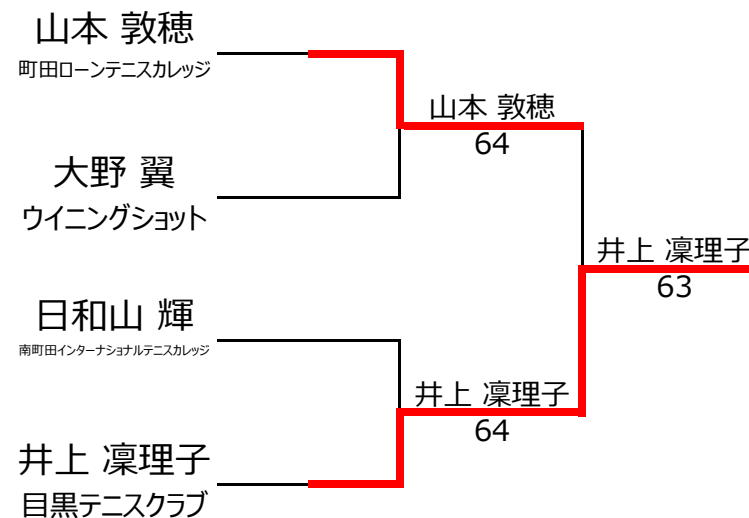 山本 敦穂
町田ローンテニスカレッジ
山本 敦穂
64
大野 翼
ウイニングショット
井上 凜理子
63
日和山 輝
南町田インターナショナルテニスカレッジ
井上 凜理子
64
井上 凜理子
目黒テニスクラブ